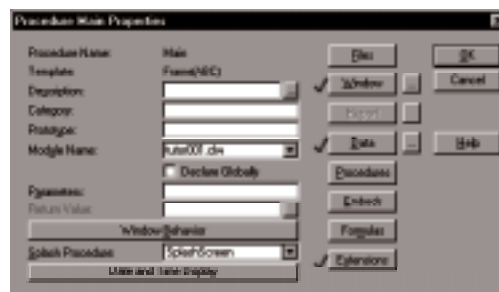 Procedure Main Properties
Procedure Name: Main
Template: Frame(ABC)
Description:
Category:
Prototype:
Module Name: tutor001.clw
Declare Globally
Parameters:
Return Value:
Window Behavior
Splash Procedure: SplashScreen
Date and Time Display
Files
Window
...
Report
Data
...
Procedures
Embeds
Formulas
Extensions
OK
Cancel
Help